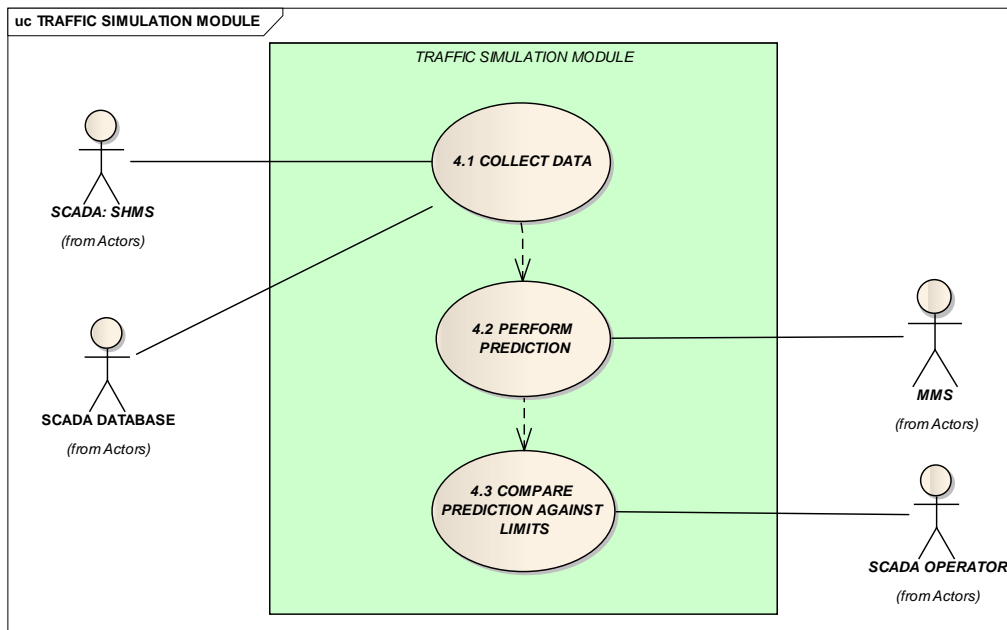 uc TRAFFIC SIMULATION MODULE
TRAFFIC SIMULATION MODULE
4.1 COLLECT DATA
SCADA: SHMS
(from Actors)
4.2 PERFORM
PREDICTION
SCADA DATABASE
(from Actors)
MMS
(from Actors)
4.3 COMPARE
PREDICTION AGAINST
LIMITS
SCADA OPERATOR
(from Actors)